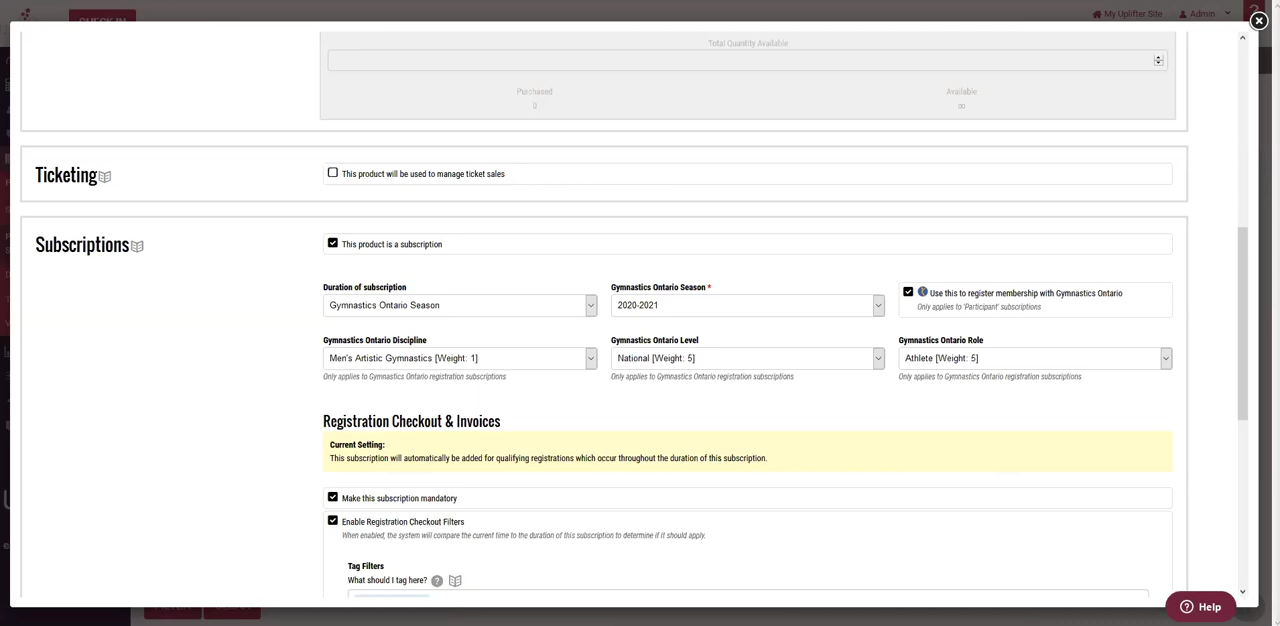 CHECK IN
My Uplifter Site
Admin
Total Quantity Available
Purchased
Available
0
∞
Ticketing
This product will be used to manage ticket sales
Subscriptions
This product is a subscription
Duration of subscription
Gymnastics Ontario Season *
Gymnastics Ontario Season
2020-2021
Use this to register membership with Gymnastics Ontario
Only applies to 'Participant' subscriptions
Gymnastics Ontario Discipline
Gymnastics Ontario Level
Gymnastics Ontario Role
Men's Artistic Gymnastics [Weight: 1]
National [Weight: 5]
Athlete [Weight: 5]
Only applies to Gymnastics Ontario registration subscriptions
Only applies to Gymnastics Ontario registration subscriptions
Only applies to Gymnastics Ontario registration subscriptions
Registration Checkout & Invoices
Current Setting:
This subscription will automatically be added for qualifying registrations which occur throughout the duration of this subscription.
Make this subscription mandatory
Enable Registration Checkout Filters
When enabled, the system will compare the current time to the duration of this subscription to determine if it should apply.
Tag Filters
What should I tag here? ?
? Help